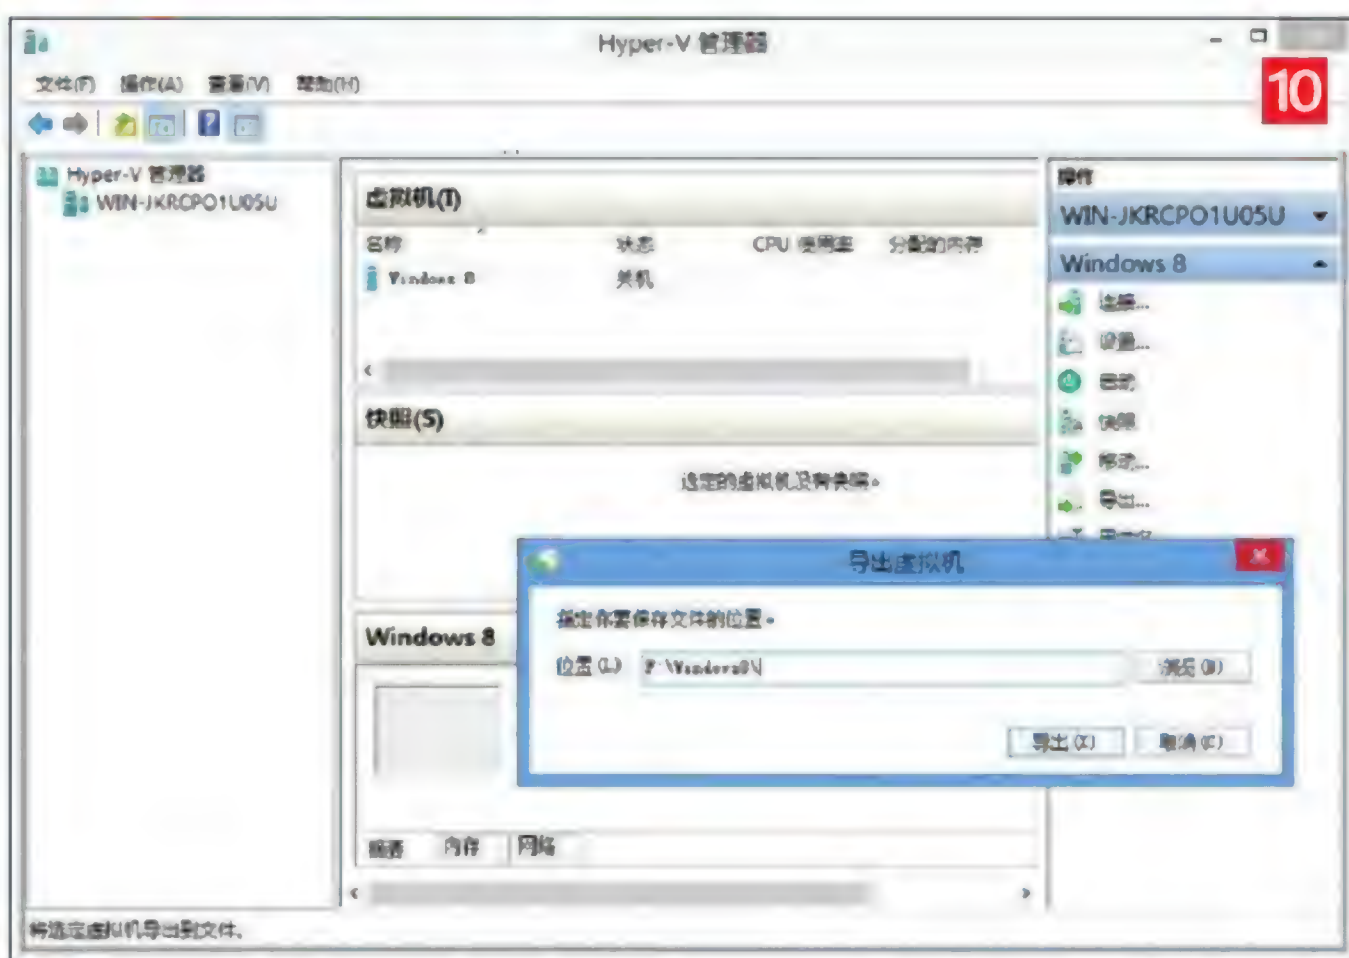 Hyper-V 管理器
10
文件(F) 操作(A) 查看(V) 帮助(H)
Hyper-V 管理器
WIN-JKRCPO1U05U
虚拟机(I)
名称 状态 CPU 使用率 分配的内存
Windows 8 关机
快照(S)
选定的虚拟机没有快照。
Windows 8
摘要 内存 网络
操作
WIN-JKRCPO1U05U
Windows 8
连接...
设置...
启动
快照
移动...
导出...
导出虚拟机
指定你要保存文件的位置。
位置(L) F:\Windows8\
浏览(B)
导出(X) 取消(C)
将选定虚拟机导出到文件。